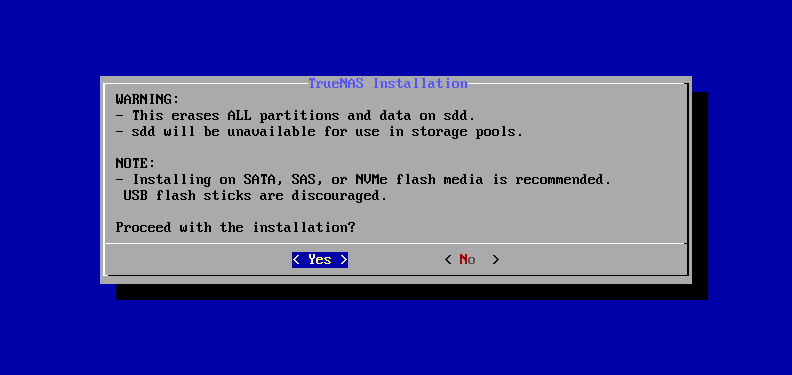 TrueNAS Installation
WARNING:
- This erases ALL partitions and data on sdd.
- sdd will be unavailable for use in storage pools.
NOTE:
- Installing on SATA, SAS, or NVMe flash media is recommended.
USB flash sticks are discouraged.
Proceed with the installation?
< Yes > < No >